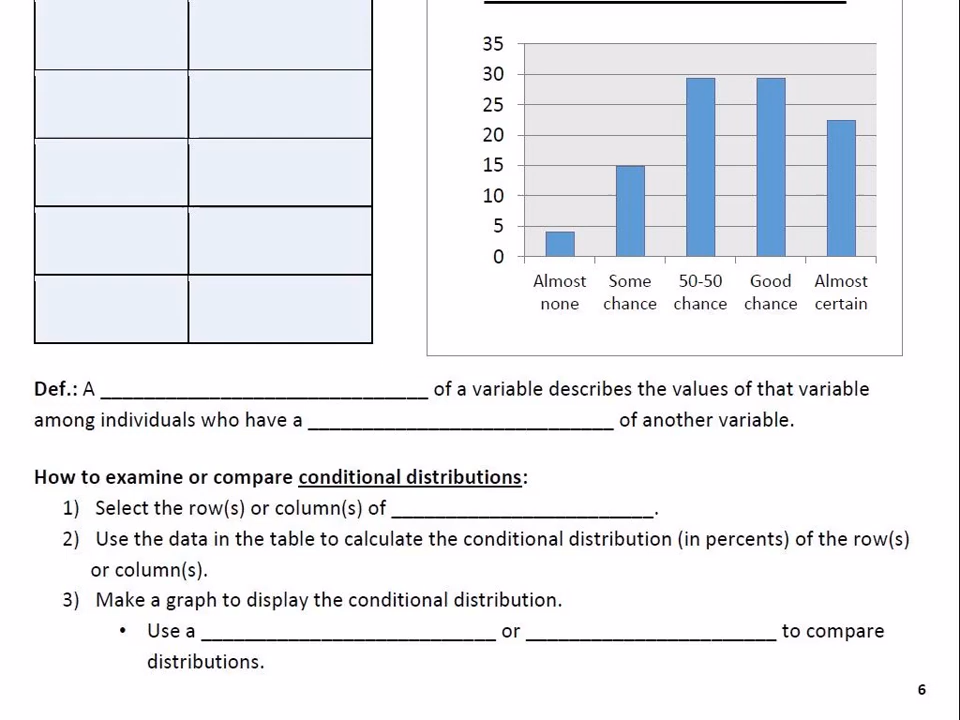 35
30
25
20
15
10
5
0
Almost none
Some chance
50-50 chance
Good chance
Almost certain
Def.: A ______________________________ of a variable describes the values of that variable
among individuals who have a ____________________________ of another variable.
How to examine or compare conditional distributions:
1) Select the row(s) or column(s) of ________________________.
2) Use the data in the table to calculate the conditional distribution (in percents) of the row(s)
or column(s).
3) Make a graph to display the conditional distribution.
• Use a ___________________________ or _______________________ to compare
distributions.
6